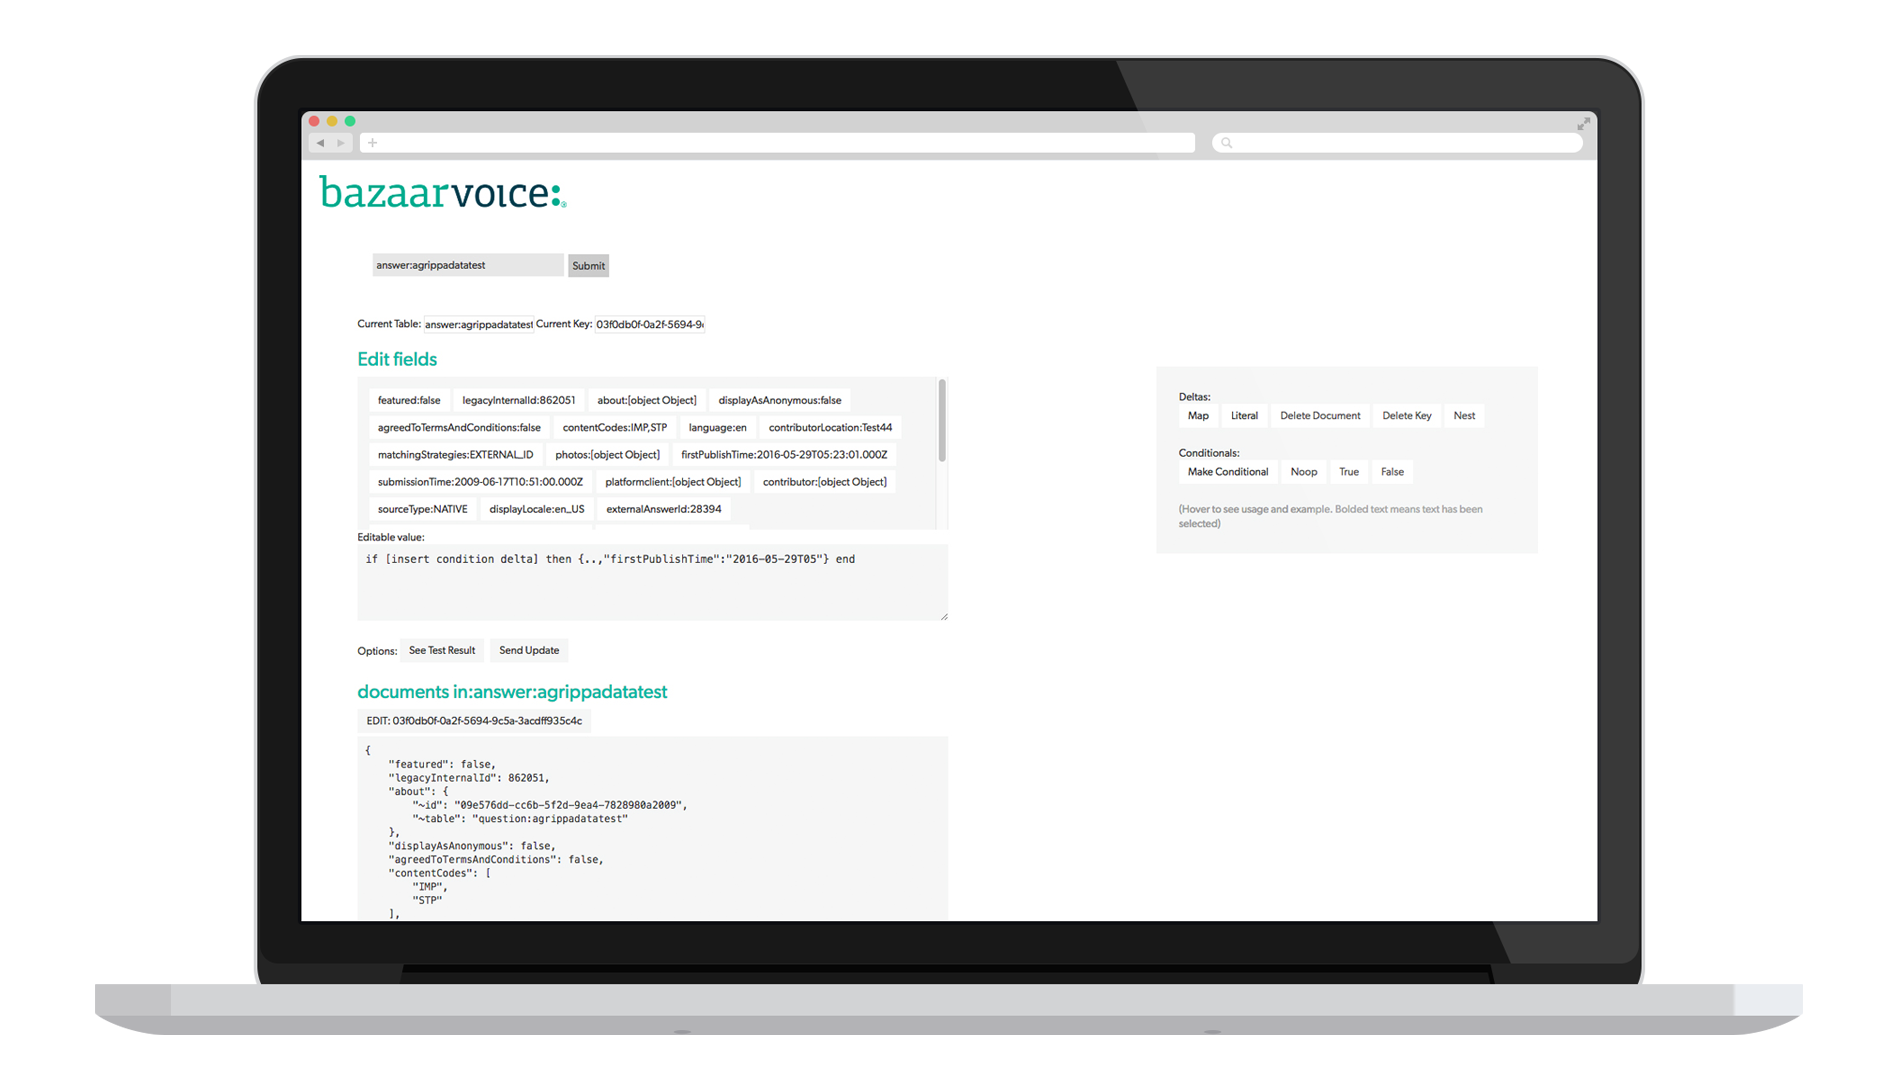 bazaarvoice:
answer:agrippadatatest Submit
Current Table: answer:agrippadatatest Current Key: 03f0db0f-0a2f-5694-9c
Edit fields
featured:false legacyInternalId:862051 about:[object Object] displayAsAnonymous:false
agreedToTermsAndConditions:false contentCodes:IMP,STP language:en contributorLocation:Test44
matchingStrategies:EXTERNAL_ID photos:[object Object] firstPublishTime:2016-05-29T05:23:01.000Z
submissionTime:2009-06-17T10:51:00.000Z platformclient:[object Object] contributor:[object Object]
sourceType:NATIVE displayLocale:en_US externalAnswerId:28394
Editable value:
if [insert condition delta] then {..,"firstPublishTime":"2016-05-29T05"} end
Options: See Test Result Send Update
documents in:answer:agrippadatatest
EDIT: 03f0db0f-0a2f-5694-9c5a-3acdff935c4c
{
"featured": false,
"legacyInternalId": 862051,
"about": {
"~id": "09e576dd-cc6b-5f2d-9ea4-7828980a2009",
"~table": "question:agrippadatatest"
},
"displayAsAnonymous": false,
"agreedToTermsAndConditions": false,
"contentCodes": [
"IMP",
"STP"
],
Deltas:
Map Literal Delete Document Delete Key Nest
Conditionals:
Make Conditional Noop True False
(Hover to see usage and example. Bolded text means text has been
selected)